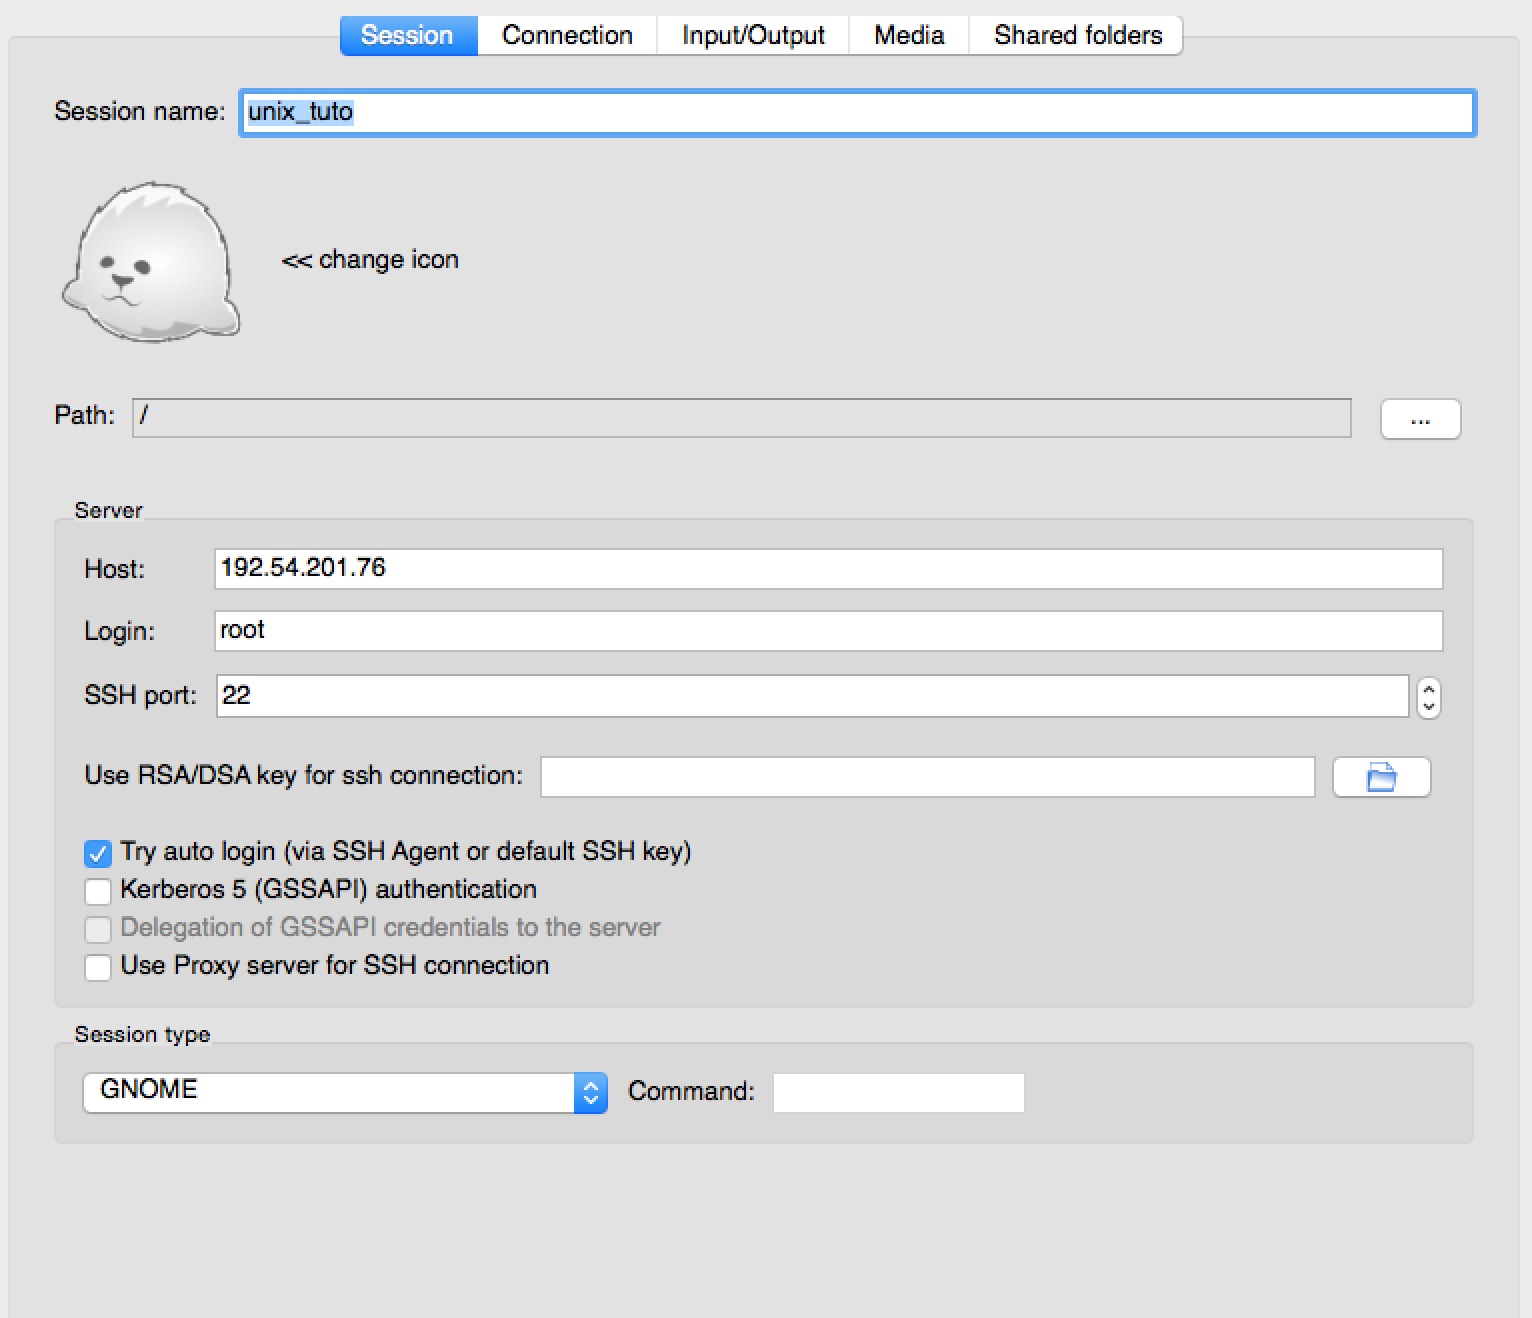 Session Connection Input/Output Media Shared folders
Session name: unix_tuto
<< change icon
Path: / ...
Server
Host: 192.54.201.76
Login: root
SSH port: 22
Use RSA/DSA key for ssh connection:
Try auto login (via SSH Agent or default SSH key)
Kerberos 5 (GSSAPI) authentication
Delegation of GSSAPI credentials to the server
Use Proxy server for SSH connection
Session type
GNOME Command: